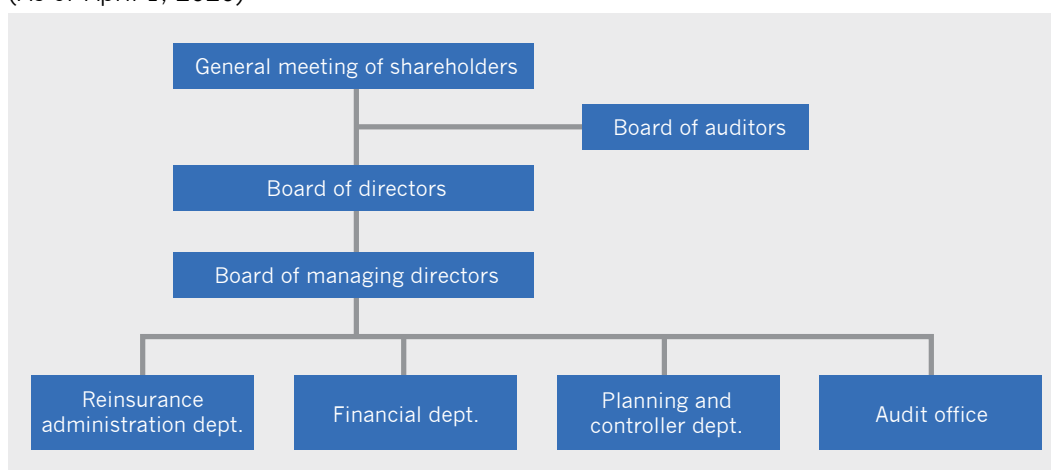 General meeting of shareholders
Board of auditors
Board of directors
Board of managing directors
Reinsurance
administration dept.
Financial dept.
Planning and
controller dept.
Audit office